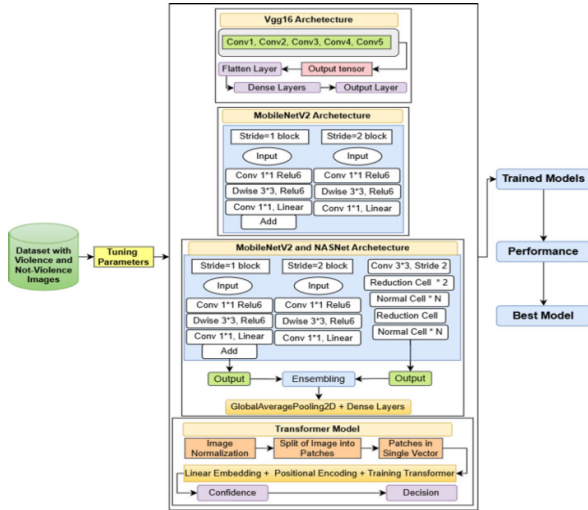 Vgg16 Archetecture
Conv1, Conv2, Conv3, Conv4, Conv5
Flatten Layer
Output tensor
Dense Layers
Output Layer
MobileNetV2 Archetecture
Stride=1 block
Stride=2 block
Input
Input
Conv 1*1 Relu6
Conv 1*1 Relu6
Dwise 3*3, Relu6
Dwise 3*3, Relu6
Conv 1*1, Linear
Conv 1*1, Linear
Add
Dataset with
Violence and
Not-Violence
Images
Tuning
Parameters
MobileNetV2 and NASNet Archetecture
Stride=1 block
Stride=2 block
Conv 3*3, Stride 2
Input
Input
Reduction Cell * 2
Conv 1*1 Relu6
Conv 1*1 Relu6
Normal Cell * N
Dwise 3*3, Relu6
Dwise 3*3, Relu6
Reduction Cell
Conv 1*1, Linear
Conv 1*1, Linear
Normal Cell * N
Add
Output
Ensembling
Output
GlobalAveragePooling2D + Dense Layers
Transformer Model
Image
Normalization
Split of Image into
Patches
Patches in
Single Vector
Linear Embedding + Positional Encoding + Training Transformer
Confidence
Decision
Trained Models
Performance
Best Model